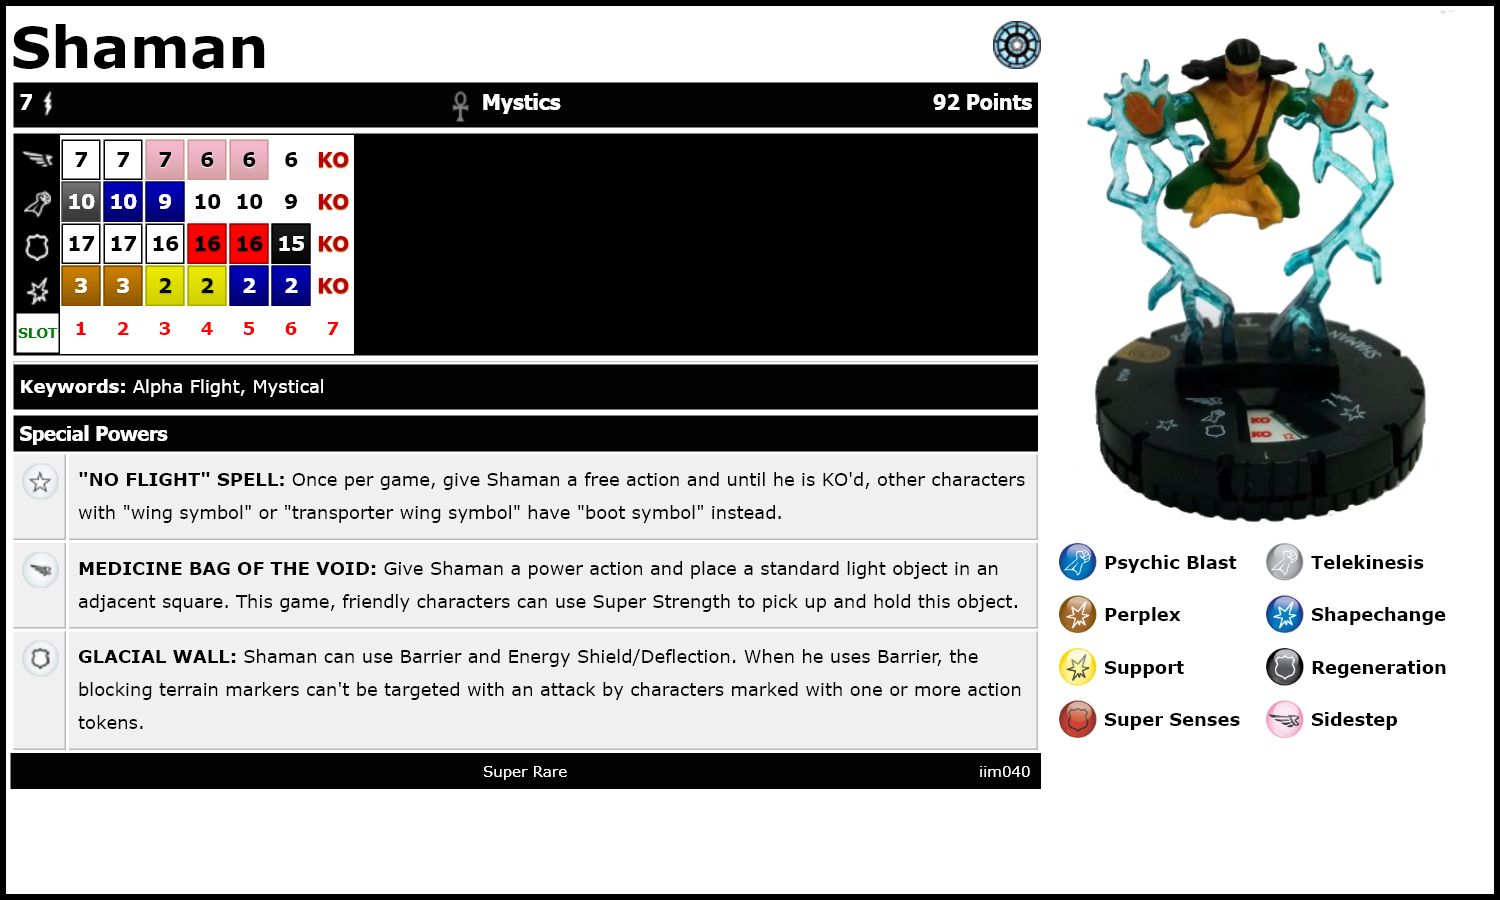 Shaman
7 Mystics 92 Points
7 7 7 6 6 6 KO
10 10 9 10 10 9 KO
17 17 16 16 16 15 KO
3 3 2 2 2 2 KO
SLOT 1 2 3 4 5 6 7
Keywords: Alpha Flight, Mystical
Special Powers
"NO FLIGHT" SPELL: Once per game, give Shaman a free action and until he is KO'd, other characters
with "wing symbol" or "transporter wing symbol" have "boot symbol" instead.
MEDICINE BAG OF THE VOID: Give Shaman a power action and place a standard light object in an
adjacent square. This game, friendly characters can use Super Strength to pick up and hold this object.
GLACIAL WALL: Shaman can use Barrier and Energy Shield/Deflection. When he uses Barrier, the
blocking terrain markers can't be targeted with an attack by characters marked with one or more action
tokens.
Super Rare iim040
SHAMAN
KO
KO 12
Psychic Blast Telekinesis
Perplex Shapechange
Support Regeneration
Super Senses Sidestep